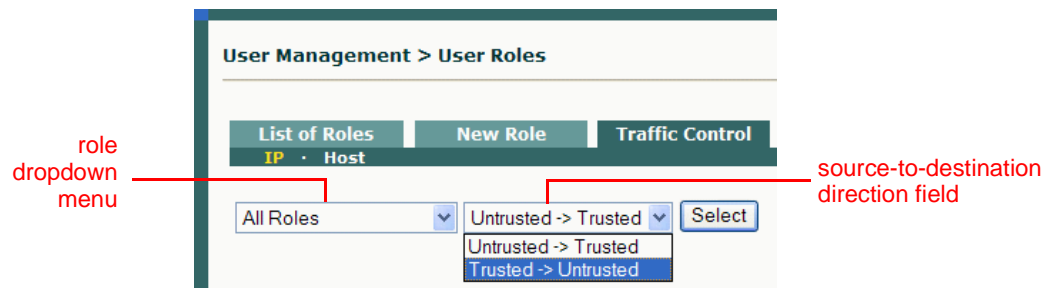 User Management > User Roles
List of Roles New Role Traffic Control
IP · Host
role
dropdown
menu
source-to-destination
direction field
All Roles Untrusted -> Trusted Select
Untrusted -> Trusted
Trusted -> Untrusted